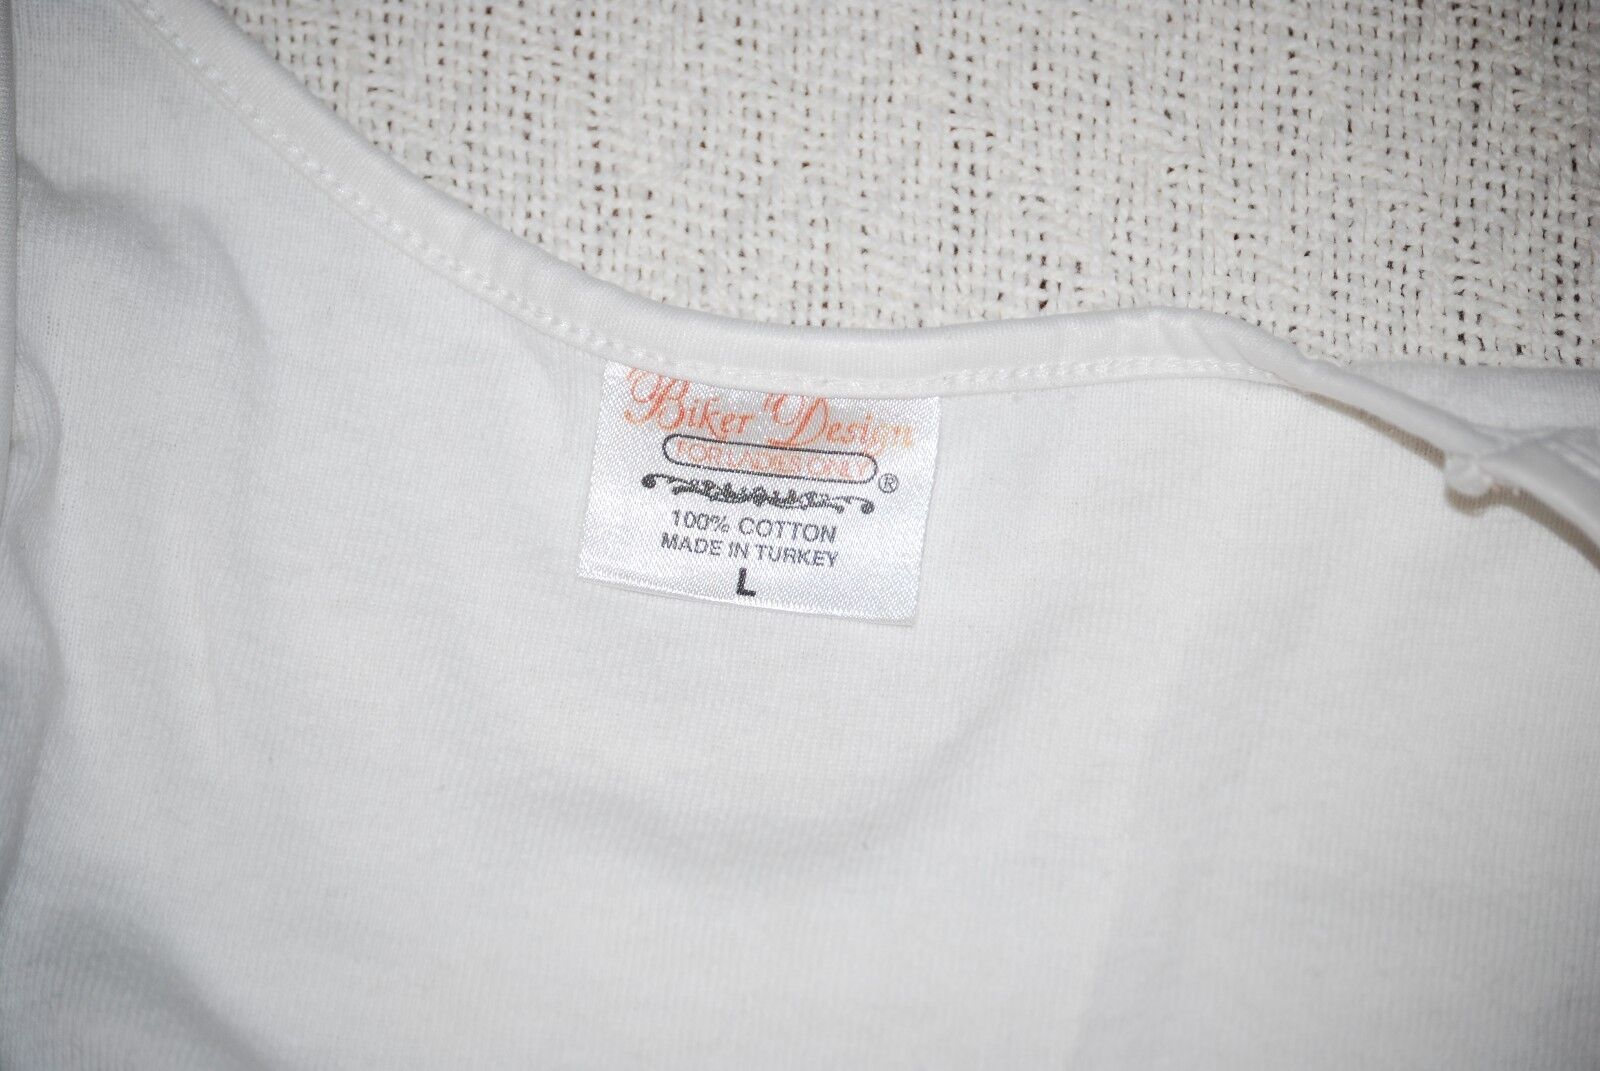 Biker Design
FOR LADIES ONLY
®
100% COTTON
MADE IN TURKEY
L